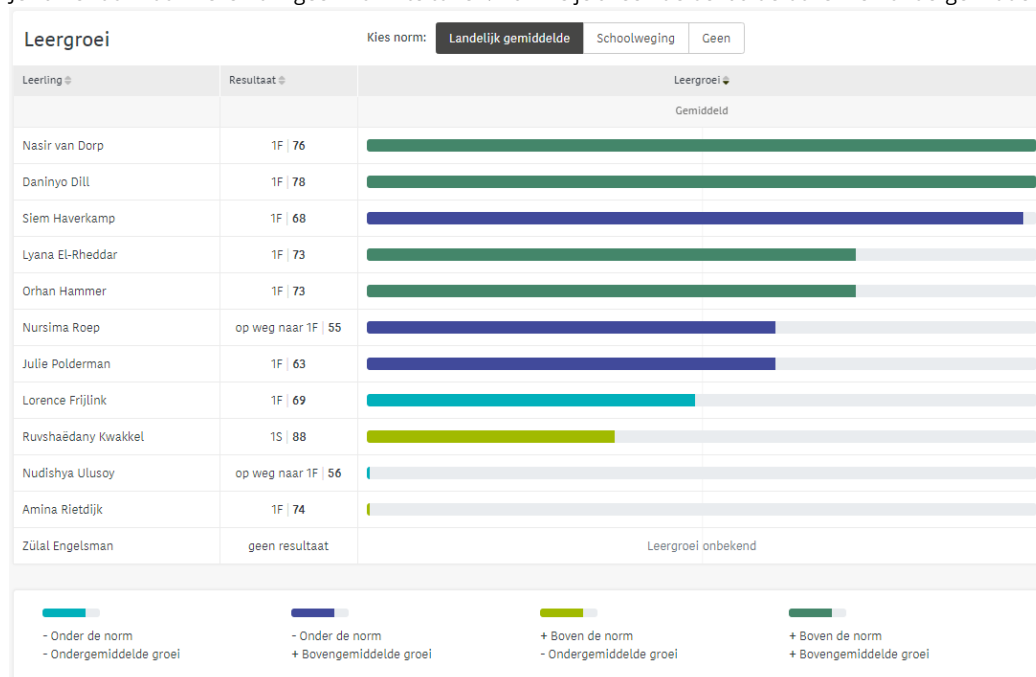 Leergroei
Kies norm: Landelijk gemiddelde Schoolweging Geen
Leerling Resultaat Leergroei
Gemiddeld
Nasir van Dorp 1F | 76
Daninyo Dill 1F | 78
Siem Haverkamp 1F | 68
Lyana El-Rheddar 1F | 73
Orhan Hammer 1F | 73
Nursima Roep op weg naar 1F | 55
Julie Polderman 1F | 63
Lorence Frijlink 1F | 69
Ruvshaëdany Kwakkel 1S | 88
Nudishya Ulusoy op weg naar 1F | 56
Amina Rietdijk 1F | 74
Zülal Engelsman geen resultaat Leergroei onbekend
- Onder de norm - Onder de norm + Boven de norm + Boven de norm
- Ondergemiddelde groei + Bovengemiddelde groei - Ondergemiddelde groei + Bovengemiddelde groei